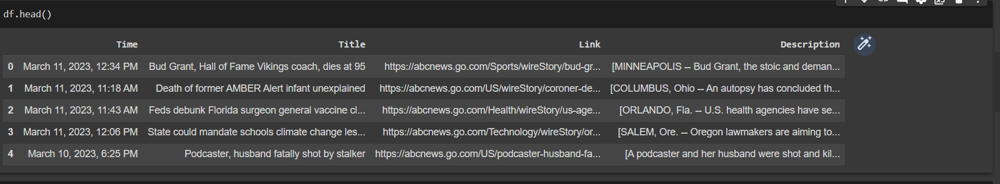 df.head()
Time Title Link Description
0 March 11, 2023, 12:34 PM Bud Grant, Hall of Fame Vikings coach, dies at 95 https://abcnews.go.com/Sports/wireStory/bud-gr... [MINNEAPOLIS -- Bud Grant, the stoic and deman...
1 March 11, 2023, 11:18 AM Death of former AMBER Alert infant unexplained https://abcnews.go.com/US/wireStory/coroner-de... [COLUMBUS, Ohio -- An autopsy has concluded th...
2 March 11, 2023, 11:43 AM Feds debunk Florida surgeon general vaccine cl... https://abcnews.go.com/Health/wireStory/us-age... [ORLANDO, Fla. -- U.S. health agencies have se...
3 March 11, 2023, 12:06 PM State could mandate schools climate change les... https://abcnews.go.com/Technology/wireStory/or... [SALEM, Ore. -- Oregon lawmakers are aiming to...
4 March 10, 2023, 6:25 PM Podcaster, husband fatally shot by stalker https://abcnews.go.com/US/podcaster-husband-fa... [A podcaster and her husband were shot and kil...